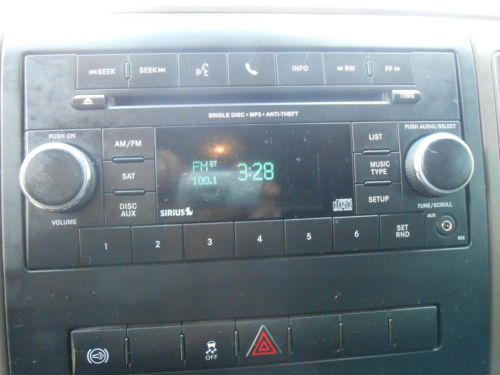 |◄◄ SEEK SEEK ►►| INFO ◄◄ RW FF ►►
TIME
SINGLE DISC • MP3 • ANTI-THEFT
PUSH ON
PUSH AUDIO/SELECT
AM/FM
LIST
FM ST 3:28
100.1
SAT
MUSIC TYPE
DISC AUX
SETUP
SIRIUS
VOLUME
TUNE/SCROLL
1 2 3 4 5 6 SET RND
AUX
OFF